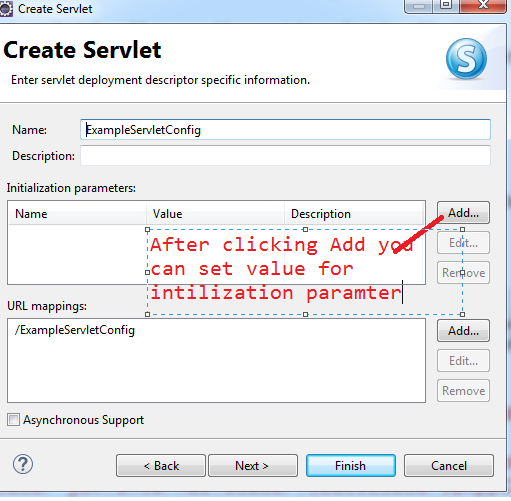 Create Servlet
Create Servlet
Enter servlet deployment descriptor specific information.
S
Name: ExampleServletConfig
Description:
Initialization parameters:
Name Value Description
Add...
Edit...
Remove
After clicking Add you
can set value for
intilization paramter
URL mappings:
/ExampleServletConfig
Add...
Edit...
Remove
Asynchronous Support
? < Back Next > Finish Cancel